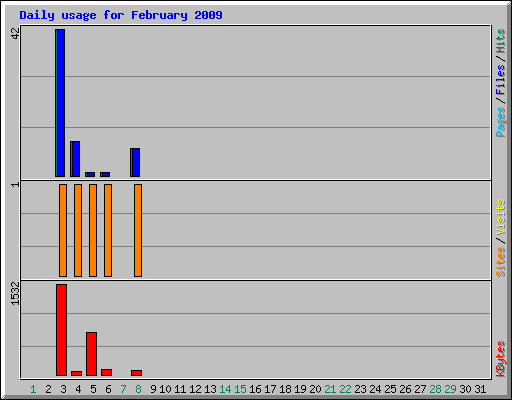 Daily usage for February 2009
42
Pages / Files / Hits
1
Sites / Visits
1532
KBytes
1 2 3 4 5 6 7 8 9 10 11 12 13 14 15 16 17 18 19 20 21 22 23 24 25 26 27 28 29 30 31